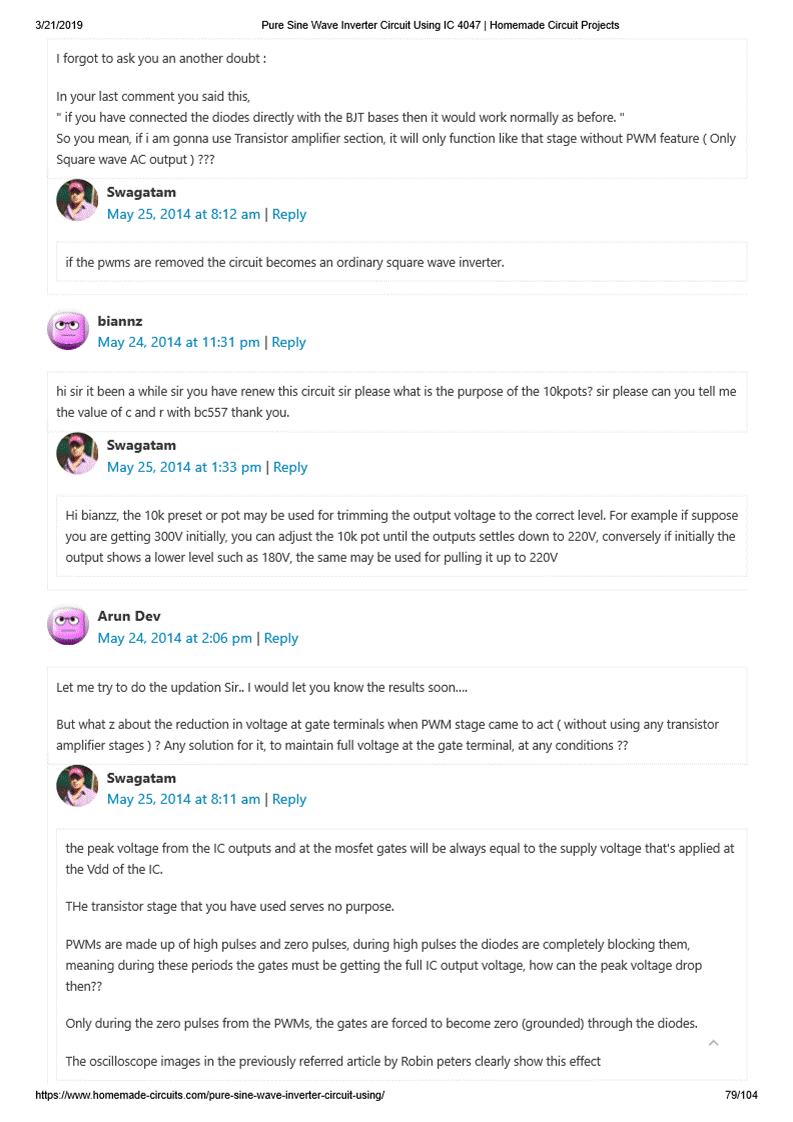 3/21/2019 Pure Sine Wave Inverter Circuit Using IC 4047 | Homemade Circuit Projects
I forgot to ask you an another doubt :
In your last comment you said this,
" if you have connected the diodes directly with the BJT bases then it would work normally as before. "
So you mean, if i am gonna use Transistor amplifier section, it will only function like that stage without PWM feature ( Only
Square wave AC output ) ???
Swagatam
May 25, 2014 at 8:12 am | Reply
if the pwms are removed the circuit becomes an ordinary square wave inverter.
biannz
May 24, 2014 at 11:31 pm | Reply
hi sir it been a while sir you have renew this circuit sir please what is the purpose of the 10kpots? sir please can you tell me
the value of c and r with bc557 thank you.
Swagatam
May 25, 2014 at 1:33 pm | Reply
Hi bianzz, the 10k preset or pot may be used for trimming the output voltage to the correct level. For example if suppose
you are getting 300V initially, you can adjust the 10k pot until the outputs settles down to 220V, conversely if initially the
output shows a lower level such as 180V, the same may be used for pulling it up to 220V
Arun Dev
May 24, 2014 at 2:06 pm | Reply
Let me try to do the updation Sir.. I would let you know the results soon....
But what z about the reduction in voltage at gate terminals when PWM stage came to act ( without using any transistor
amplifier stages ) ? Any solution for it, to maintain full voltage at the gate terminal, at any conditions ??
Swagatam
May 25, 2014 at 8:11 am | Reply
the peak voltage from the IC outputs and at the mosfet gates will be always equal to the supply voltage that's applied at
the Vdd of the IC.
THe transistor stage that you have used serves no purpose.
PWMs are made up of high pulses and zero pulses, during high pulses the diodes are completely blocking them,
meaning during these periods the gates must be getting the full IC output voltage, how can the peak voltage drop
then??
Only during the zero pulses from the PWMs, the gates are forced to become zero (grounded) through the diodes.
The oscilloscope images in the previously referred article by Robin peters clearly show this effect
https://www.homemade-circuits.com/pure-sine-wave-inverter-circuit-using/ 79/104